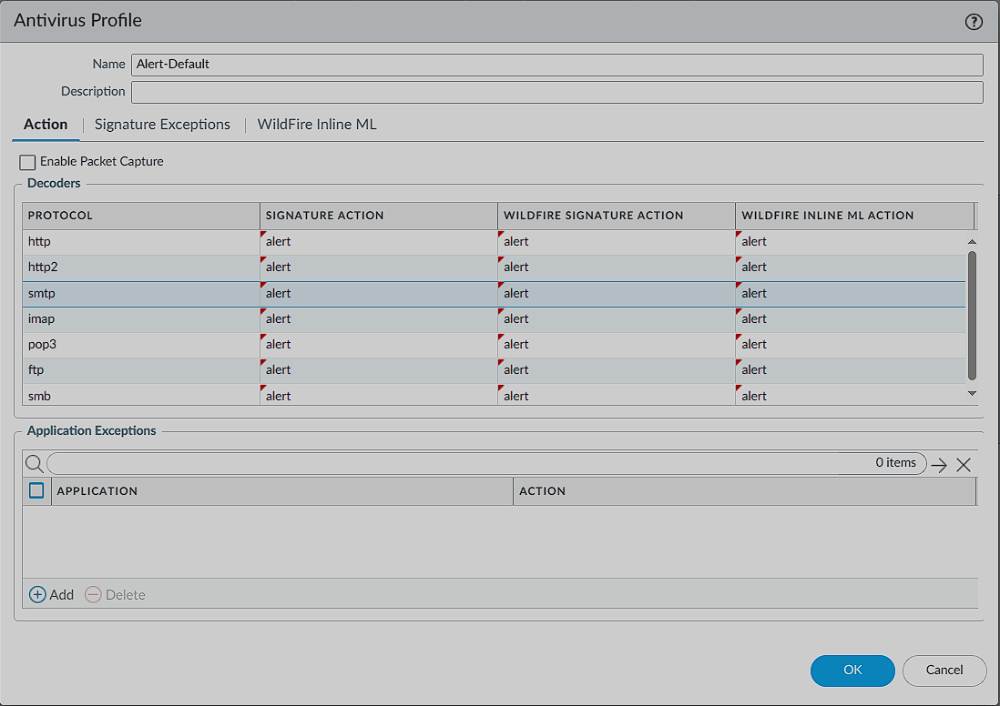 Antivirus Profile
Name Alert-Default
Description
Action Signature Exceptions WildFire Inline ML
Enable Packet Capture
Decoders
PROTOCOL SIGNATURE ACTION WILDFIRE SIGNATURE ACTION WILDFIRE INLINE ML ACTION
http alert alert alert
http2 alert alert alert
smtp alert alert alert
imap alert alert alert
pop3 alert alert alert
ftp alert alert alert
smb alert alert alert
Application Exceptions
0 items
APPLICATION ACTION
Add Delete
OK Cancel